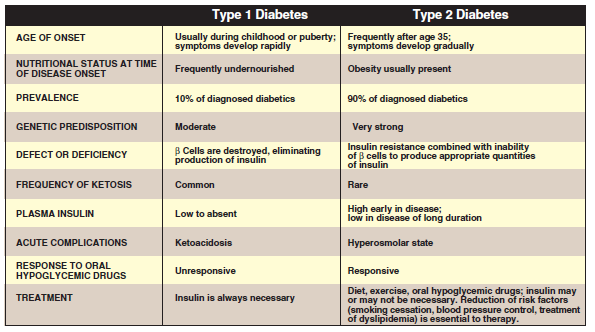 Type 1 Diabetes Type 2 Diabetes
AGE OF ONSET
Usually during childhood or puberty;
symptoms develop rapidly
Frequently after age 35;
symptoms develop gradually
NUTRITIONAL STATUS AT TIME
OF DISEASE ONSET
Frequently undernourished
Obesity usually present
PREVALENCE
10% of diagnosed diabetics
90% of diagnosed diabetics
GENETIC PREDISPOSITION
Moderate
Very strong
DEFECT OR DEFICIENCY
β Cells are destroyed, eliminating
production of insulin
Insulin resistance combined with inability
of β cells to produce appropriate quantities
of insulin
FREQUENCY OF KETOSIS
Common
Rare
PLASMA INSULIN
Low to absent
High early in disease;
low in disease of long duration
ACUTE COMPLICATIONS
Ketoacidosis
Hyperosmolar state
RESPONSE TO ORAL
HYPOGLYCEMIC DRUGS
Unresponsive
Responsive
TREATMENT
Insulin is always necessary
Diet, exercise, oral hypoglycemic drugs; insulin may
or may not be necessary. Reduction of risk factors
(smoking cessation, blood pressure control, treatment
of dyslipidemia) is essential to therapy.